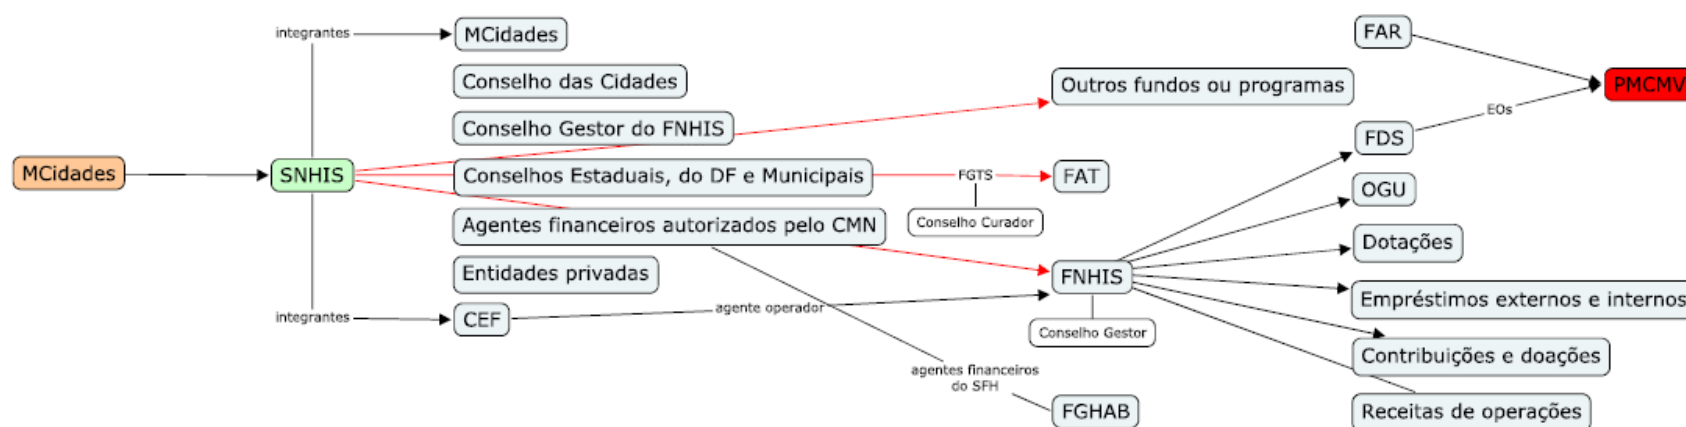 integrantes
MCidades
FAR
Conselho das Cidades
Outros fundos ou programas
PMCMV
EOs
Conselho Gestor do FNHIS
FDS
MCidades
SNHIS
Conselhos Estaduais, do DF e Municipais
FGTS
FAT
OGU
Agentes financeiros autorizados pelo CMN
Conselho Curador
Dotações
Entidades privadas
FNHIS
Empréstimos externos e internos
integrantes
CEF
agente operador
Conselho Gestor
Contribuições e doações
agentes financeiros
do SFH
FGHAB
Receitas de operações